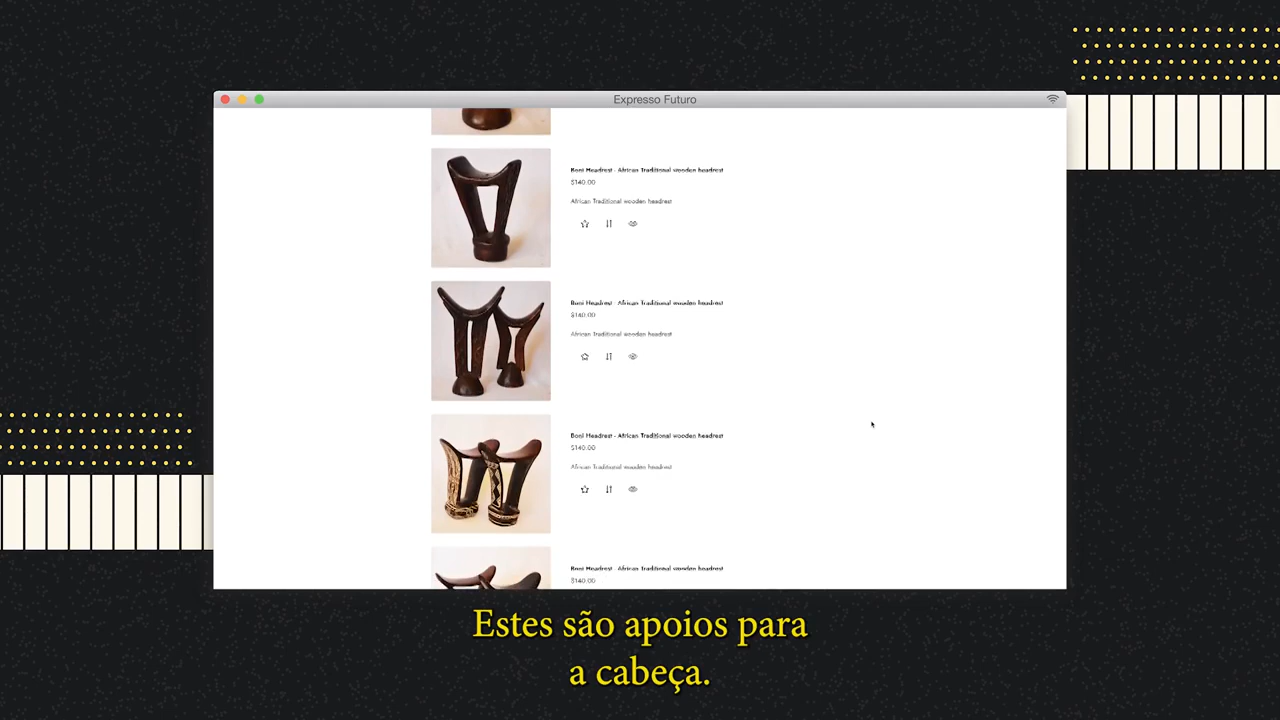 Expresso Futuro
Boni Headrest - African Traditional wooden headrest
$140.00
African Traditional wooden headrest
Boni Headrest - African Traditional wooden headrest
$140.00
African Traditional wooden headrest
Boni Headrest - African Traditional wooden headrest
$140.00
African Traditional wooden headrest
Boni Headrest - African Traditional wooden headrest
$140.00
Estes são apoios para
a cabeça.